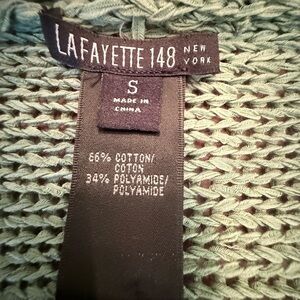 LAFAYETTE 148 NEW YORK
S
MADE IN
CHINA
66% COTTON/
COTON
34% POLYAMIDE/
POLYAMIDE